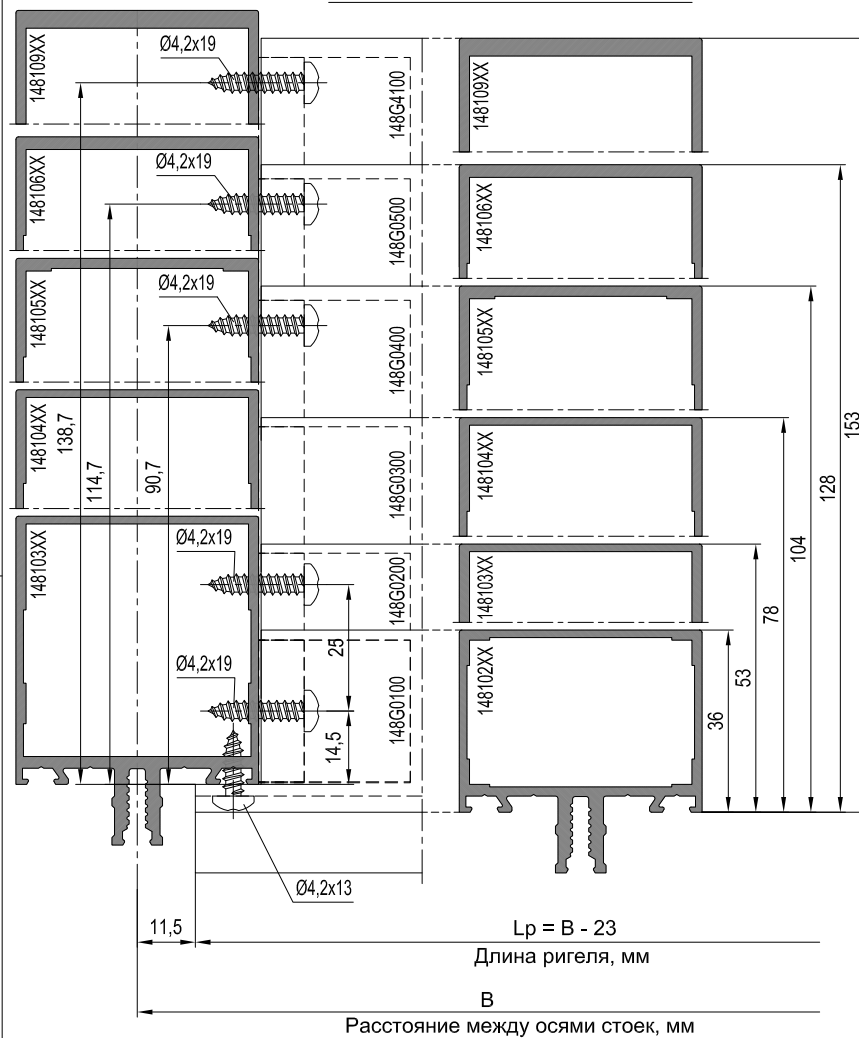 148109XX
Ø4,2x19
148G4100
148109XX
148106XX
Ø4,2x19
148G0500
148106XX
148105XX
Ø4,2x19
148G0400
148105XX
148104XX
138,7
114,7
90,7
148G0300
148104XX
153
128
104
78
53
36
148103XX
Ø4,2x19
148G0200
148103XX
25
Ø4,2x19
148G0100
148102XX
14,5
Ø4,2x13
11,5
Lp = B - 23
Длина ригеля, мм
B
Расстояние между осями стоек, мм